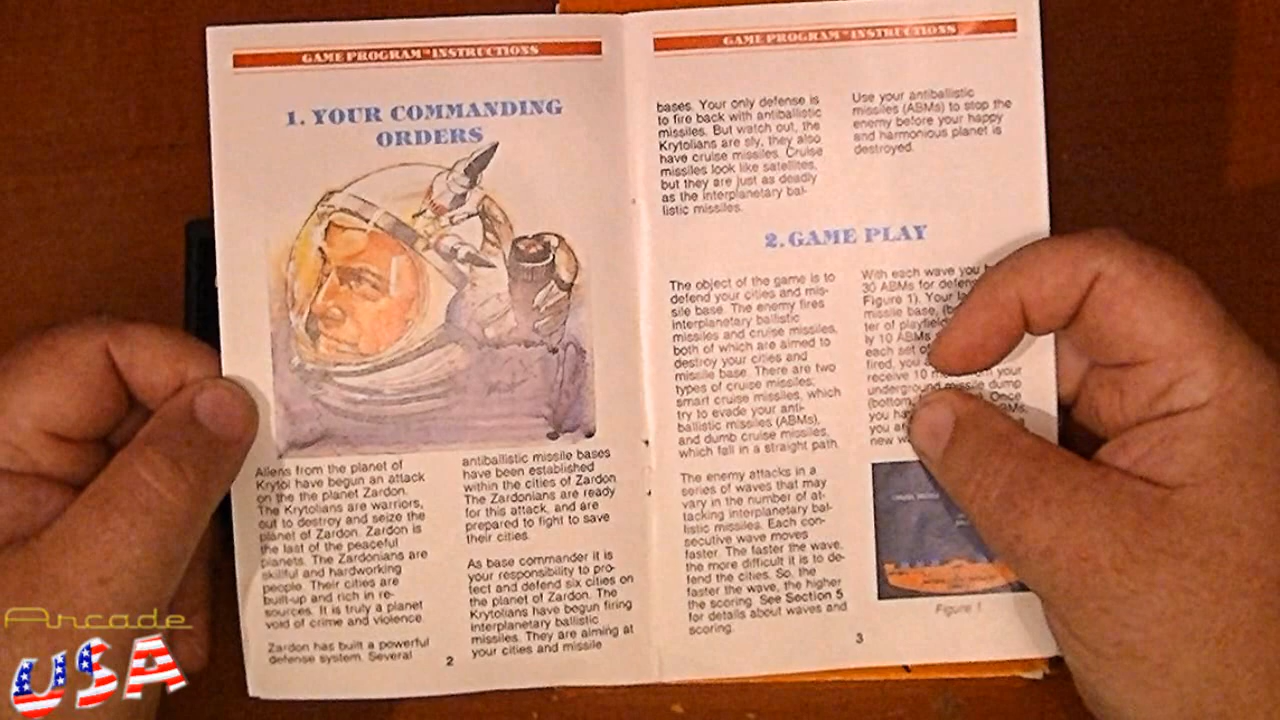 GAME PROGRAM™ INSTRUCTIONS
1. YOUR COMMANDING
ORDERS
Aliens from the planet of
Krytol have begun an attack
on the the planet Zardon.
The Krytolians are warriors,
out to destroy and seize the
planet of Zardon. Zardon is
the last of the peaceful
planets. The Zardonians are
skillful and hardworking
people. Their cities are
built-up and rich in re-
sources. It is truly a planet
void of crime and violence.
Zardon has built a powerful
defense system. Several
antiballistic missile bases
have been established
within the cities of Zardon.
The Zardonians are ready
for this attack, and are
prepared to fight to save
their cities.
As base commander it is
your responsibility to pro-
tect and defend six cities on
the planet of Zardon. The
Krytolians have begun firing
interplanetary ballistic
missiles. They are aiming at
your cities and missile
2
GAME PROGRAM™ INSTRUCTIONS
bases. Your only defense is
to fire back with antiballistic
missiles. But watch out, the
Krytolians are sly, they also
have cruise missiles. Cruise
missiles look like satellites,
but they are just as deadly
as the interplanetary bal-
listic missiles.
Use your antiballistic
missiles (ABMs) to stop the
enemy before your happy
and harmonious planet is
destroyed.
2. GAME PLAY
The object of the game is to
defend your cities and mis-
sile base. The enemy fires
interplanetary ballistic
missiles and cruise missiles,
both of which are aimed to
destroy your cities and
missile base. There are two
types of cruise missiles;
smart cruise missiles, which
try to evade your anti-
ballistic missiles (ABMs),
and dumb cruise missiles,
which fall in a straight path.
The enemy attacks in a
series of waves that may
vary in the number of at-
tacking interplanetary bal-
listic missiles. Each con-
secutive wave moves
faster. The faster the wave,
the more difficult it is to de-
fend the cities. So, the
faster the wave, the higher
the scoring. See Section 5
for details about waves and
scoring.
With each wave you
30 ABMs for
Figure 1). Your
missile base,
ter of
ly 10 ABMs
each set of
fired, you
receive 10 your
underground missile dump
(bottom, Once
you
you
new
Figure 1
3
Arcade
USA